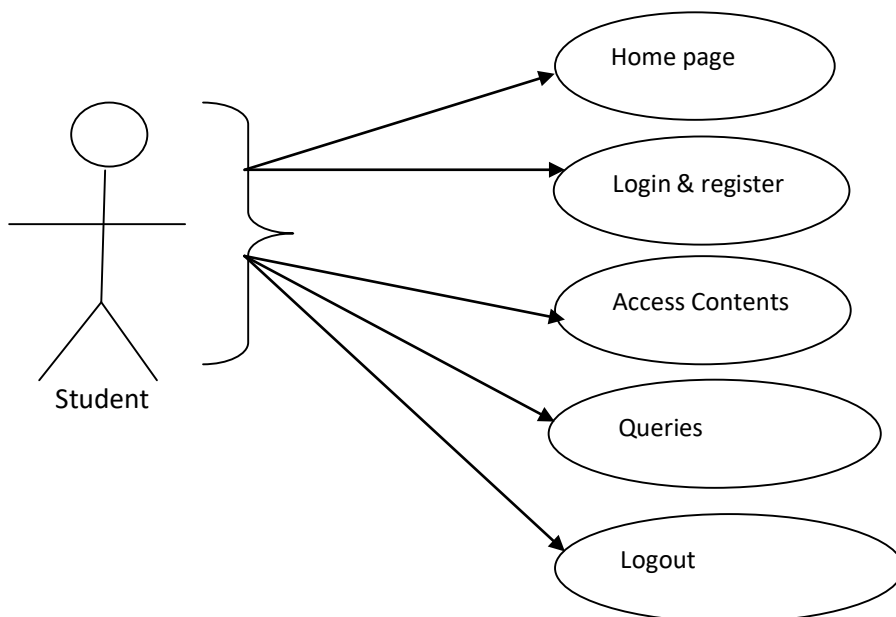 Home page
Login & register
Access Contents
Student
Queries
Logout